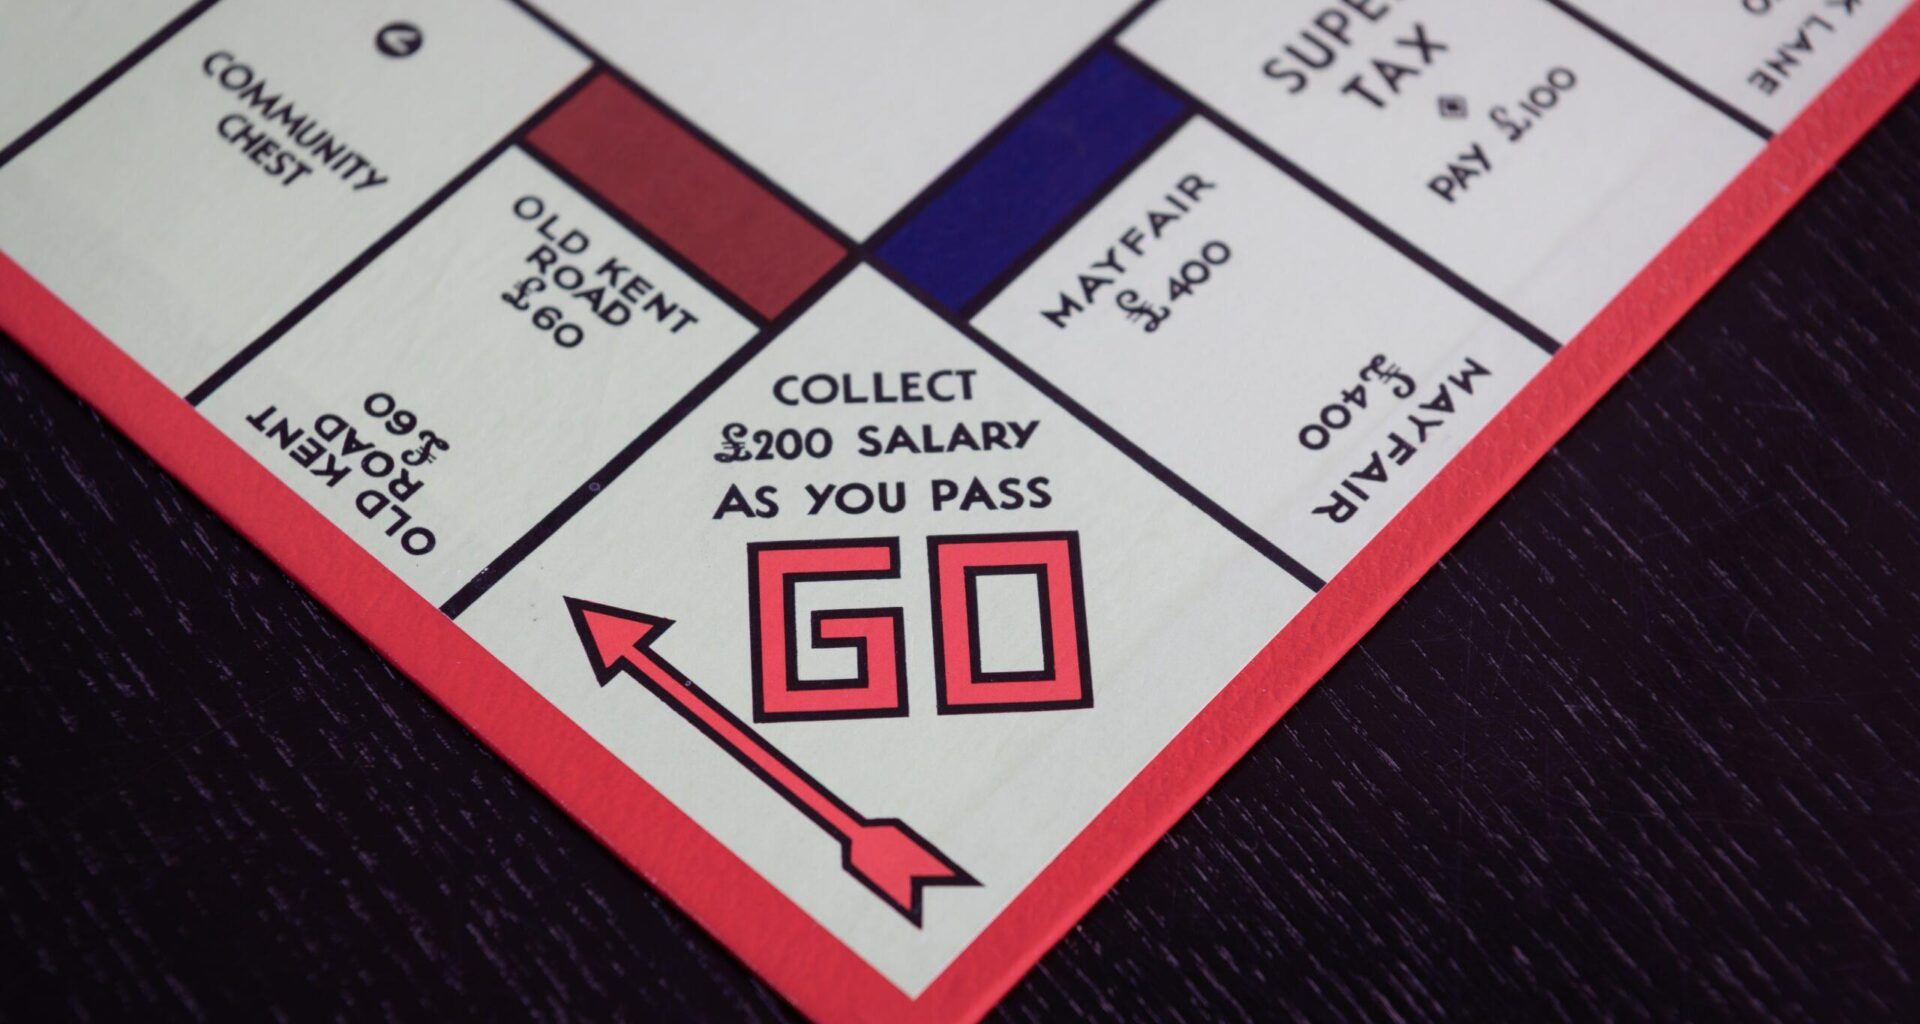 COMMUNITY
CHEST
OLD KENT
ROAD
£60
OLD KENT
ROAD
£60
COLLECT
£200 SALARY
AS YOU PASS
GO
MAYFAIR
£400
MAYFAIR
£400
TAX
PAY £100
LANE